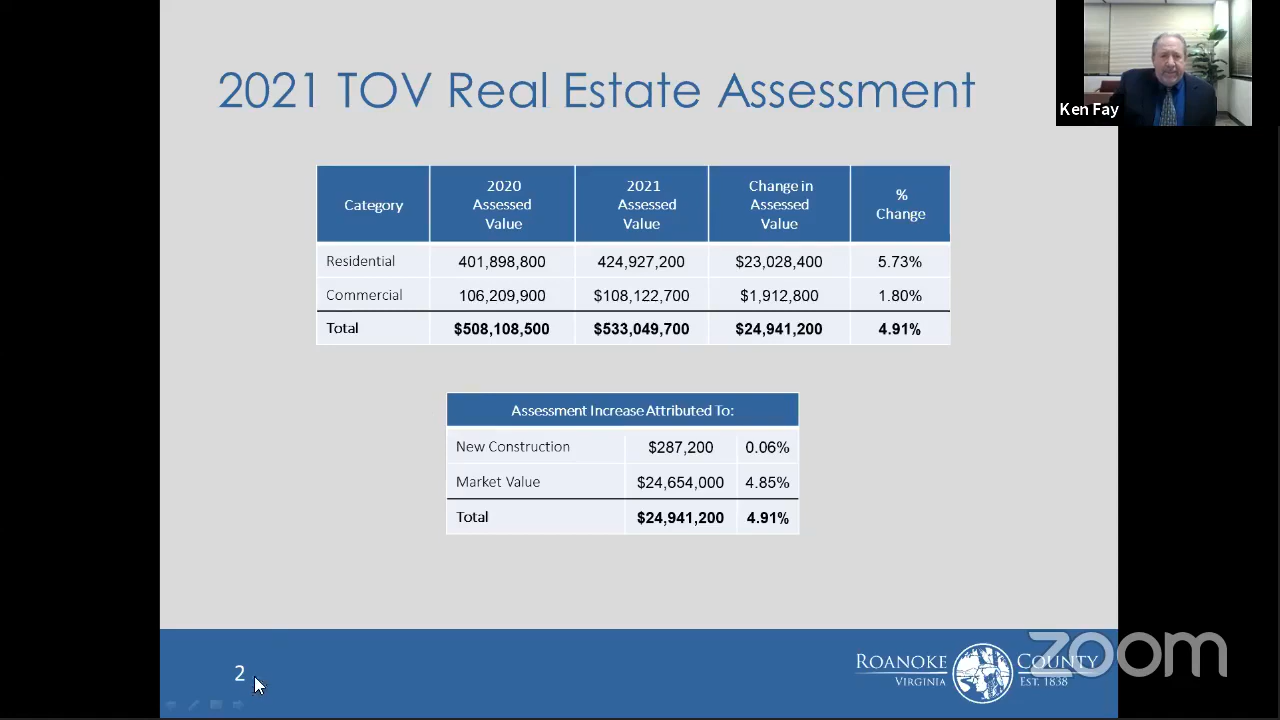 2021 TOV Real Estate Assessment
Ken Fay
Category
2020
Assessed
Value
2021
Assessed
Value
Change in
Assessed
Value
%
Change
Residential 401,898,800 424,927,200 $23,028,400 5.73%
Commercial 106,209,900 $108,122,700 $1,912,800 1.80%
Total $508,108,500 $533,049,700 $24,941,200 4.91%
Assessment Increase Attributed To:
New Construction $287,200 0.06%
Market Value $24,654,000 4.85%
Total $24,941,200 4.91%
2
ROANOKE COUNTY
VIRGINIA EST. 1838
zoom